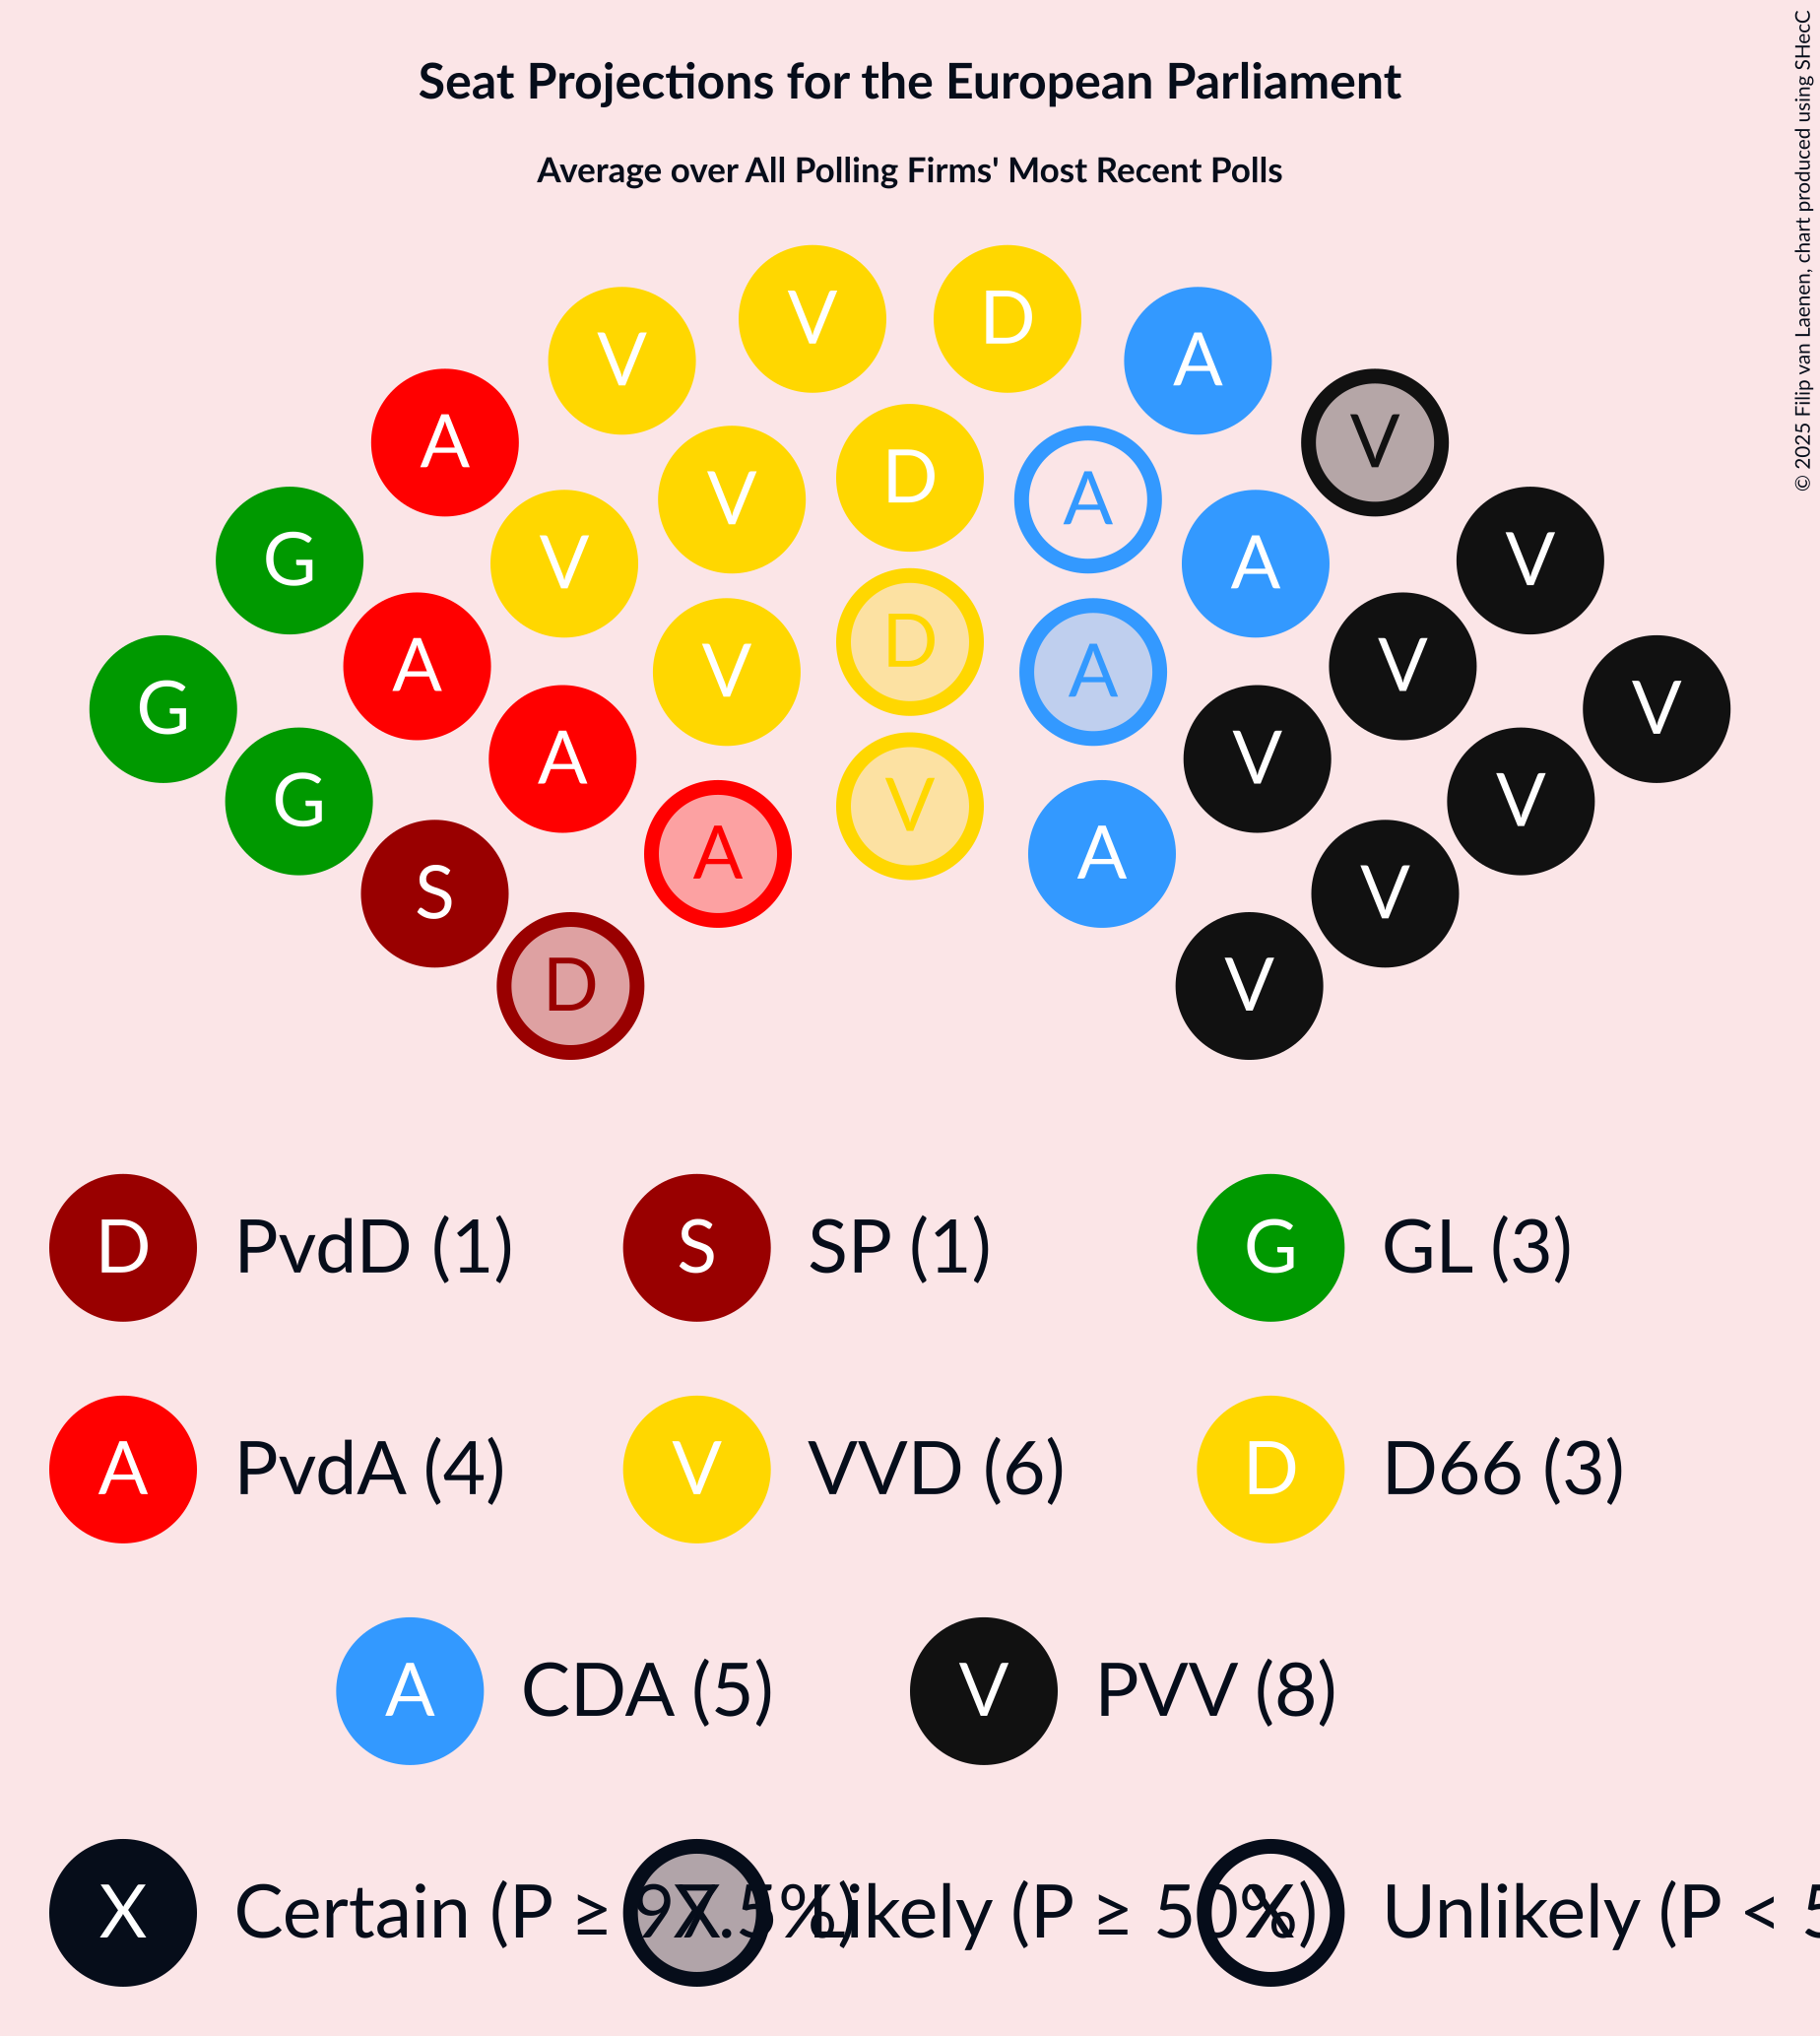 Seat Projections for the European Parliament
Average over All Polling Firms' Most Recent Polls
© 2025 Filip van Laenen, chart produced using SHecC
V D
V A
A V
D
V A
G V A V
D
A V
V A
G V
A V
G V
V
A A
S V
D V
D PvdD (1) S SP (1) G GL (3)
A PvdA (4) V VVD (6) D D66 (3)
A CDA (5) V PVV (8)
X Certain (P ≥ 97.5%) X Likely (P ≥ 50%) X Unlikely (P < 5